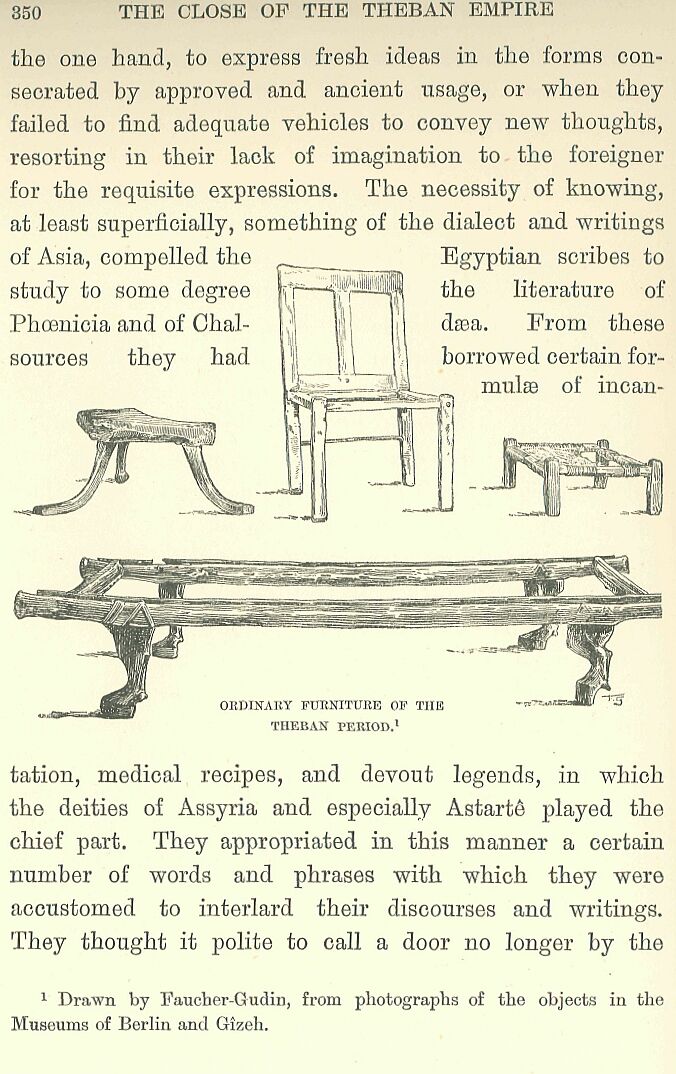 350 THE CLOSE OF THE THEBAN EMPIRE
the one hand, to express fresh ideas in the forms con-
secrated by approved and ancient usage, or when they
failed to find adequate vehicles to convey new thoughts,
resorting in their lack of imagination to the foreigner
for the requisite expressions. The necessity of knowing,
at least superficially, something of the dialect and writings
of Asia, compelled the Egyptian scribes to
study to some degree the literature of
Phœnicia and of Chal- dæa. From these
sources they had borrowed certain for-
mulæ of incan-
ORDINARY FURNITURE OF THE
THEBAN PERIOD.¹
tation, medical recipes, and devout legends, in which
the deities of Assyria and especially Astartê played the
chief part. They appropriated in this manner a certain
number of words and phrases with which they were
accustomed to interlard their discourses and writings.
They thought it polite to call a door no longer by the
¹ Drawn by Faucher-Gudin, from photographs of the objects in the
Museums of Berlin and Gîzeh.